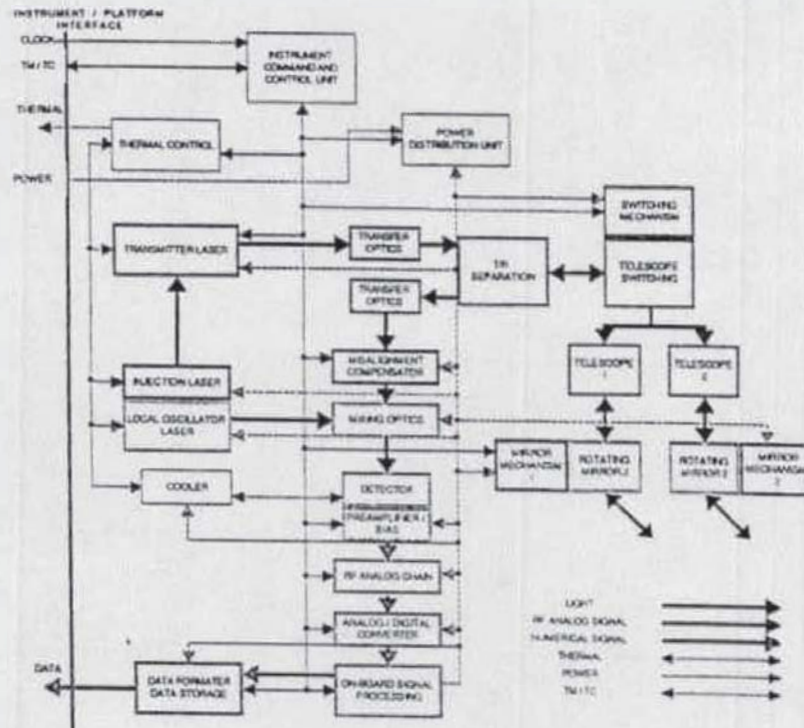 INSTRUMENT / PLATFORM
INTERFACE
CLOCK
TM / TC
INSTRUMENT
COMMAND AND
CONTROL UNIT
THERMAL
THERMAL CONTROL
POWER
DISTRIBUTION UNIT
POWER
SWITCHING
MECHANISM
TRANSMITTER LASER
TRANSFER
OPTICS
T/R
SEPARATION
TELESCOPE
SWITCHING
TRANSFER
OPTICS
MISALIGNMENT
COMPENSATER
TELESCOPE
1
TELESCOPE
2
INJECTION LASER
LOCAL OSCILLATOR
LASER
MIXING OPTICS
MIRROR
MECHANISM
1
ROTATING
MIRROR
ROTATING
MIRROR 2
MIRROR
MECHANISM
2
COOLER
DETECTOR
PREAMPLIFIER /
BIAS
RF ANALOG CHAIN
ANALOG / DIGITAL
CONVERTER
DATA
DATA FORMATER
DATA STORAGE
ON-BOARD SIGNAL
PROCESSING
LIGHT
RF ANALOG SIGNAL
NUMERICAL SIGNAL
THERMAL
POWER
TM / TC